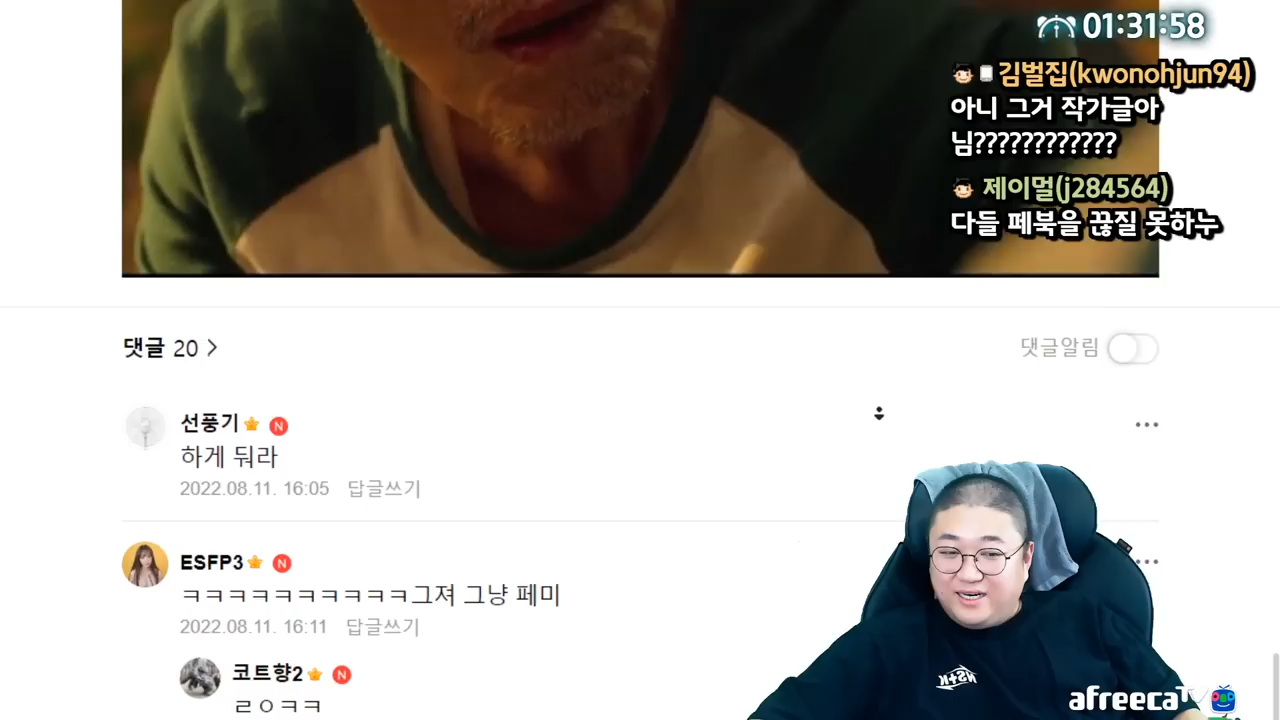 01:31:58
김벌집(kwonohjun94)
아니 그거 작가글아
님????????????
제이멀(j284564)
다들 페북을 끊질 못하누
댓글 20 >
댓글알림
선풍기 N
하게 둬라
2022.08.11. 16:05 답글쓰기
ESFP3 N
ㅋㅋㅋㅋㅋㅋㅋㅋㅋㅋ그져 그냥 페미
2022.08.11. 16:11 답글쓰기
코트향2 N
ㄹㅇㅋㅋ
afreecaTV